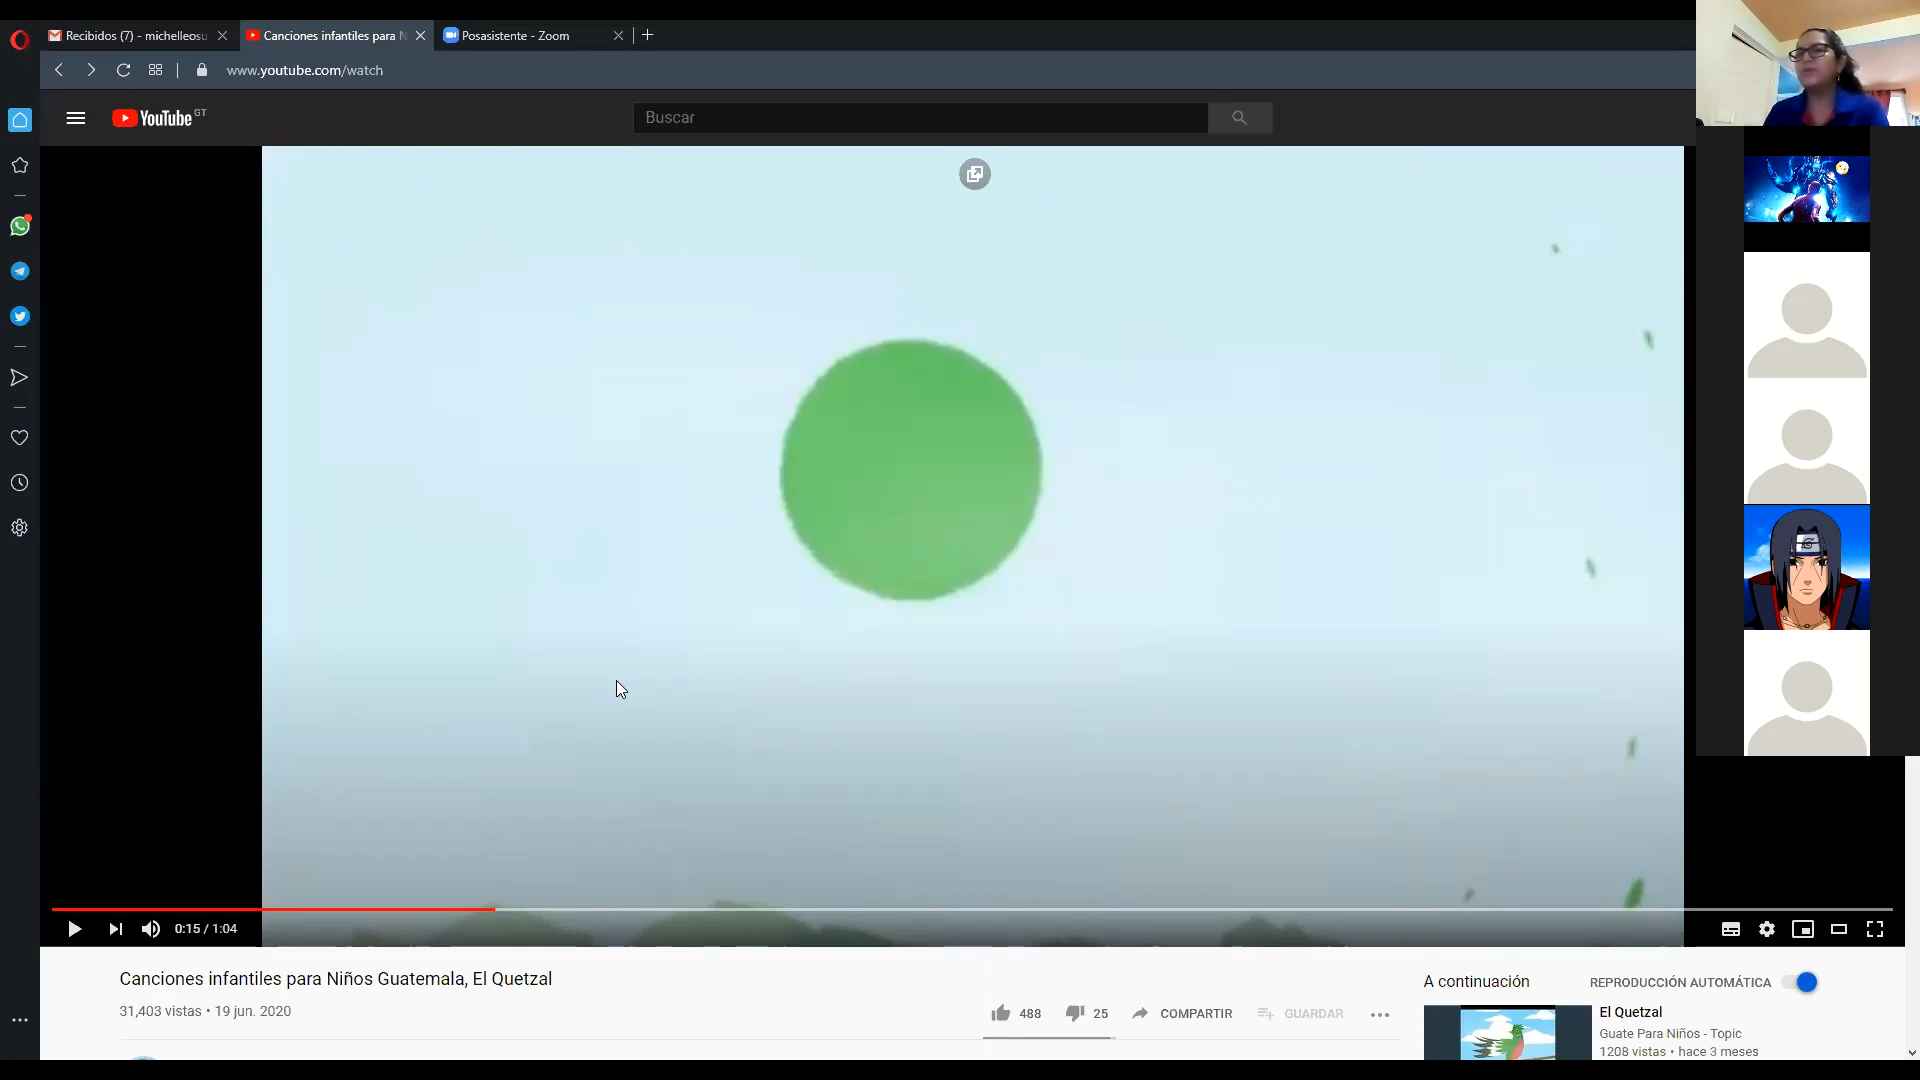 Recibidos (7) - michelleosu
Canciones infantiles para N
Posasistente - Zoom
www.youtube.com/watch
YouTube GT
Buscar
0:15 / 1:04
Canciones infantiles para Niños Guatemala, El Quetzal
31,403 vistas • 19 jun. 2020
488
25
COMPARTIR
GUARDAR
A continuación
REPRODUCCIÓN AUTOMÁTICA
El Quetzal
Guate Para Niños - Topic
1208 vistas • hace 3 meses